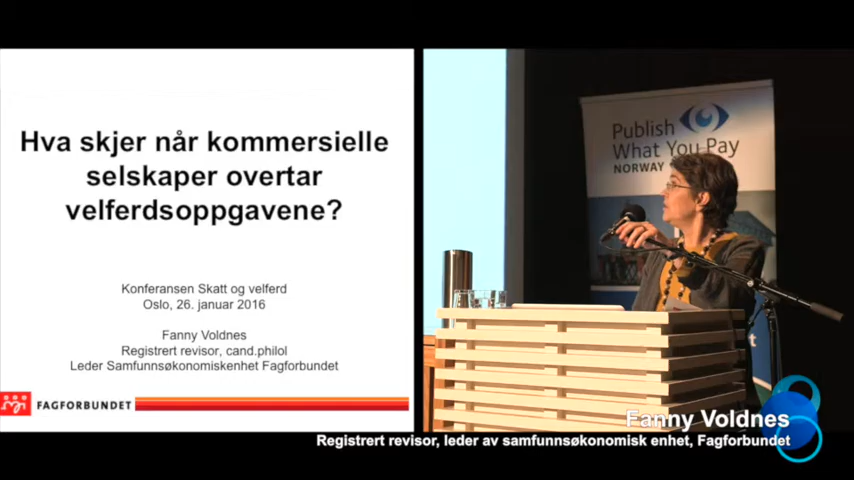 Hva skjer når kommersielle
selskaper overtar
velferdsoppgavene?
Konferansen Skatt og velferd
Oslo, 26. januar 2016
Fanny Voldnes
Registrert revisor, cand.philol
Leder Samfunnsøkonomiskenhet Fagforbundet
FAGFORBUNDET
Publish
What You Pay
NORWAY
Fanny Voldnes
Registrert revisor, leder av samfunnsøkonomisk enhet, Fagforbundet